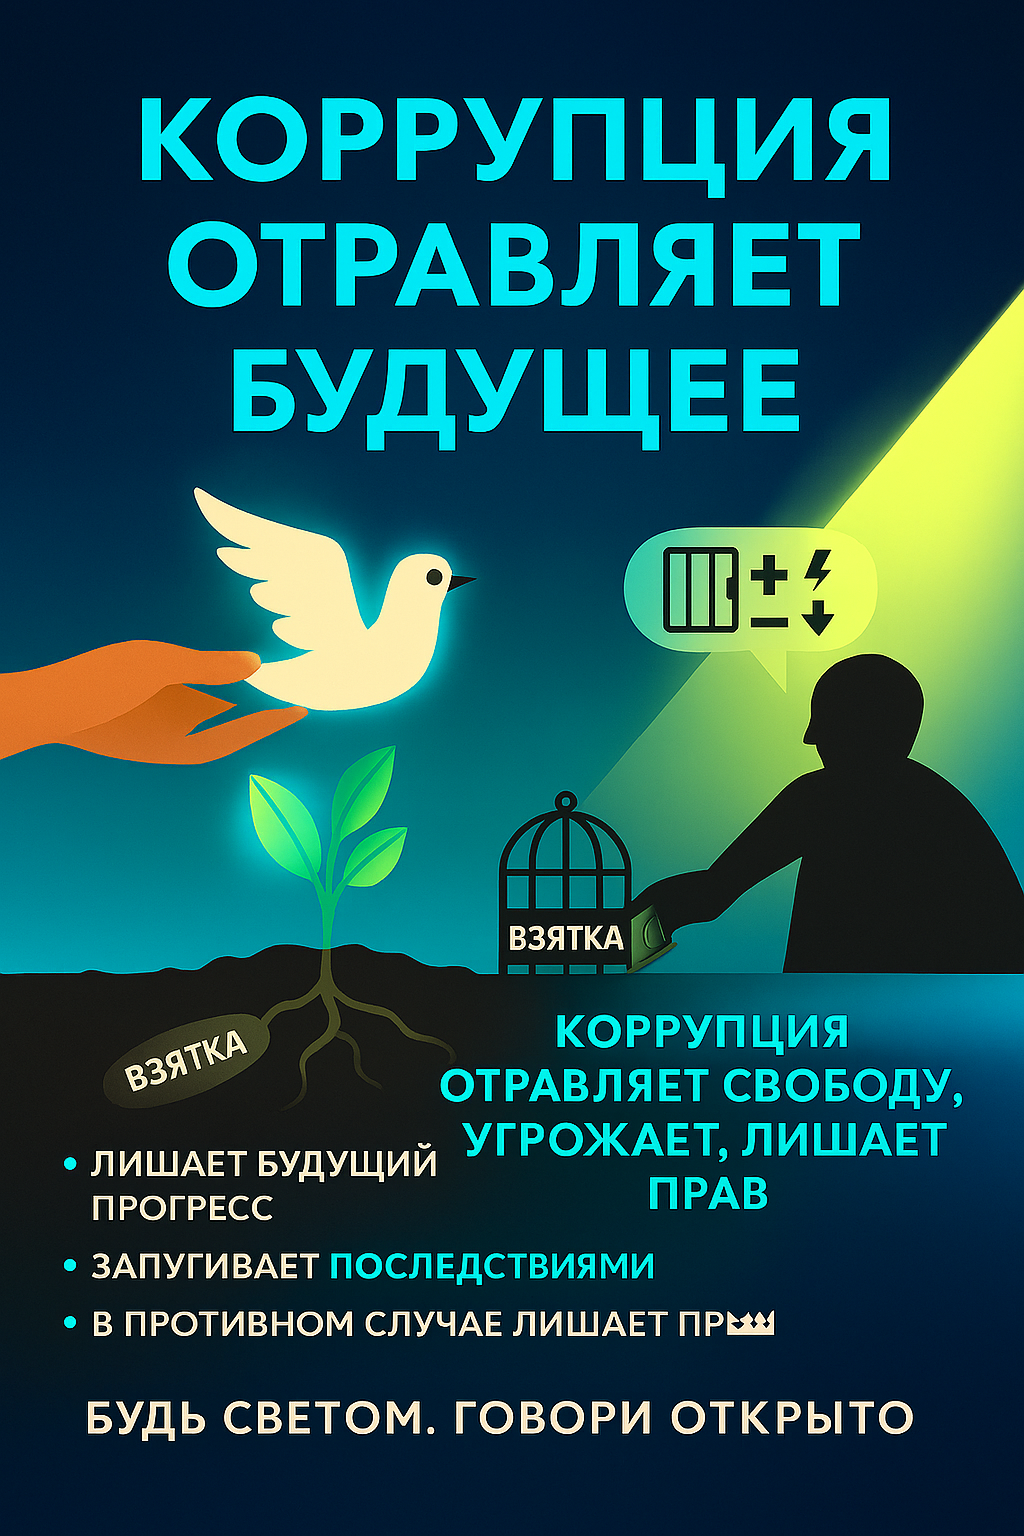 КОРРУПЦИЯ
ОТРАВЛЯЕТ
БУДУЩЕЕ
ВЗЯТКА
ВЗЯТКА
КОРРУПЦИЯ
ОТРАВЛЯЕТ СВОБОДУ,
УГРОЖАЕТ, ЛИШАЕТ
ПРАВ
• ЛИШАЕТ БУДУЩИЙ
ПРОГРЕСС
• ЗАПУГИВАЕТ ПОСЛЕДСТВИЯМИ
• В ПРОТИВНОМ СЛУЧАЕ ЛИШАЕТ
БУДЬ СВЕТОМ. ГОВОРИ ОТКРЫТО